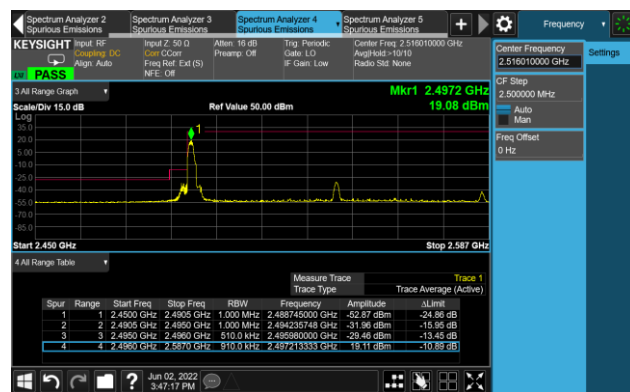 Spectrum Analyzer 2
Spurious Emissions
Spectrum Analyzer 3
Spurious Emissions
Spectrum Analyzer 4
Spurious Emissions
Spectrum Analyzer 5
Spurious Emissions
+
Frequency
KEYSIGHT
Input: RF
Coupling: DC
Align: Auto
Input Z: 50 Ω
Corr CCorr
Freq Ref: Ext (S)
NFE: Off
Atten: 16 dB
Preamp: Off
Trig: Periodic
Gate: LO
IF Gain: Low
Center Freq: 2.516010000 GHz
Avg|Hold:>10/10
Radio Std: None
PASS
3 All Range Graph
Mkr1 2.4972 GHz
Scale/Div 15.0 dB
Ref Value 50.00 dBm
19.08 dBm
Log
35.0
20.0
5.00
-10.0
-25.0
-40.0
-55.0
-70.0
-85.0
1
Start 2.450 GHz
Stop 2.587 GHz
4 All Range Table
Measure Trace Trace 1
Trace Type Trace Average (Active)
Spur Range Start Freq Stop Freq RBW Frequency Amplitude ΔLimit
1 1 2.4500 GHz 2.4905 GHz 1.000 MHz 2.488745000 GHz -52.87 dBm -24.86 dB
2 2 2.4905 GHz 2.4950 GHz 1.000 MHz 2.494235748 GHz -31.96 dBm -15.95 dB
3 3 2.4950 GHz 2.4960 GHz 510.0 kHz 2.495980000 GHz -29.46 dBm -13.45 dB
4 4 2.4960 GHz 2.5870 GHz 910.0 kHz 2.497213333 GHz 19.11 dBm -10.89 dB
Center Frequency
2.516010000 GHz
Settings
CF Step
2.500000 MHz
Auto
Man
Freq Offset
0 Hz
?
Jun 02, 2022
3:47:17 PM